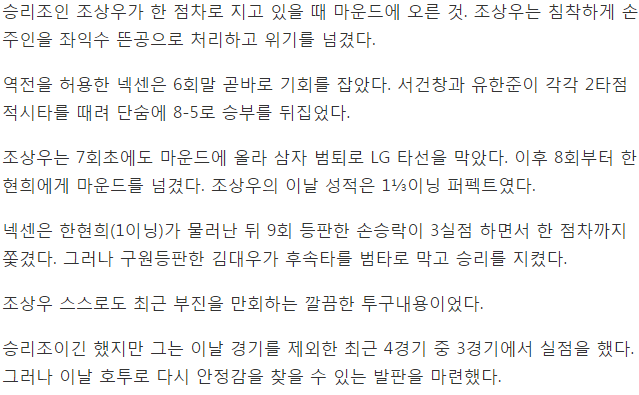 승리조인 조상우가 한 점차로 지고 있을 때 마운드에 오른 것. 조상우는 침착하게 손
주인을 좌익수 뜬공으로 처리하고 위기를 넘겼다.
역전을 허용한 넥센은 6회말 곧바로 기회를 잡았다. 서건창과 유한준이 각각 2타점
적시타를 때려 단숨에 8-5로 승부를 뒤집었다.
조상우는 7회초에도 마운드에 올라 삼자 범퇴로 LG 타선을 막았다. 이후 8회부터 한
현희에게 마운드를 넘겼다. 조상우의 이날 성적은 1⅓이닝 퍼펙트였다.
넥센은 한현희(1이닝)가 물러난 뒤 9회 등판한 손승락이 3실점 하면서 한 점차까지
쫓겼다. 그러나 구원등판한 김대우가 후속타를 범타로 막고 승리를 지켰다.
조상우 스스로도 최근 부진을 만회하는 깔끔한 투구내용이었다.
승리조이긴 했지만 그는 이날 경기를 제외한 최근 4경기 중 3경기에서 실점을 했다.
그러나 이날 호투로 다시 안정감을 찾을 수 있는 발판을 마련했다.